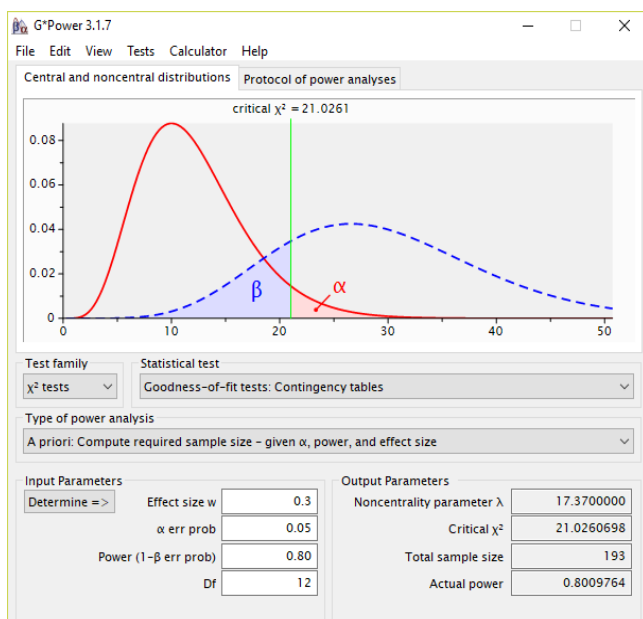 G*Power 3.1.7
File Edit View Tests Calculator Help
Central and noncentral distributions Protocol of power analyses
critical χ² = 21.0261
0.08
0.06
0.04
0.02
0
β
α
0 10 20 30 40 50
Test family
χ² tests
Statistical test
Goodness-of-fit tests: Contingency tables
Type of power analysis
A priori: Compute required sample size – given α, power, and effect size
Input Parameters
Determine => Effect size w 0.3
α err prob 0.05
Power (1-β err prob) 0.80
Df 12
Output Parameters
Noncentrality parameter λ 17.3700000
Critical χ² 21.0260698
Total sample size 193
Actual power 0.8009764